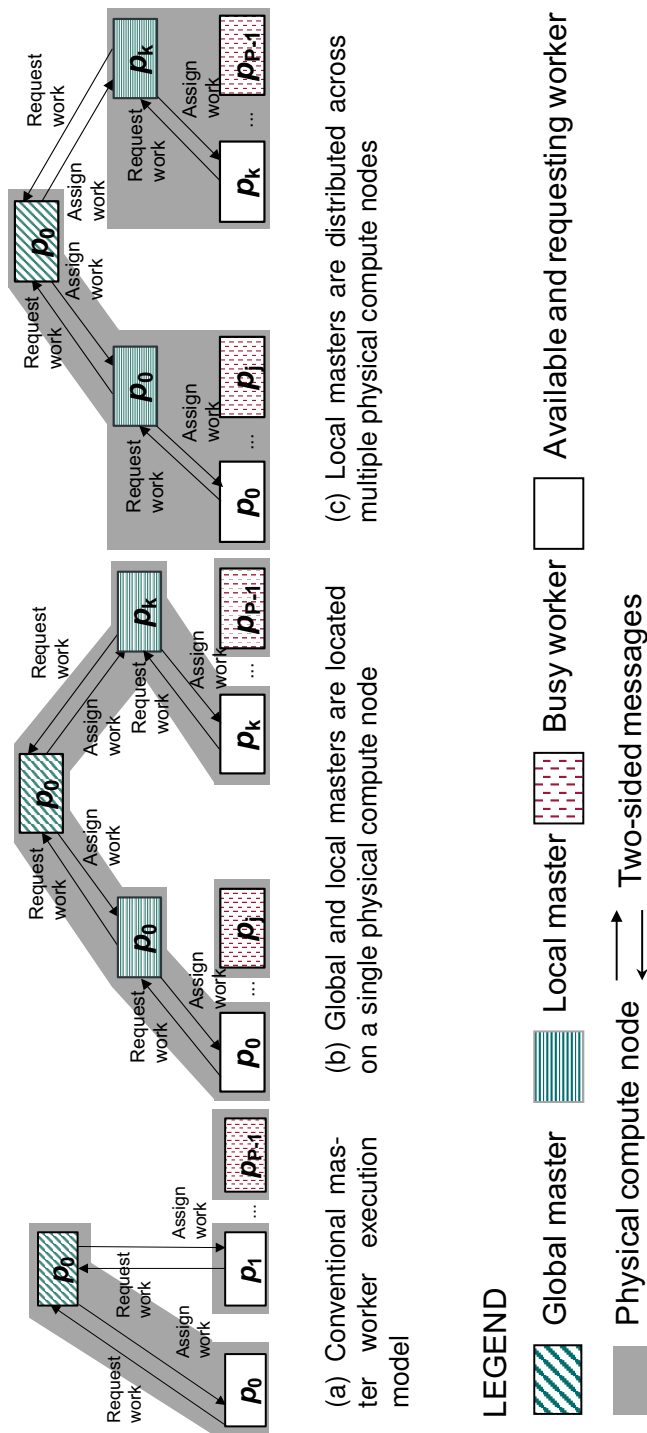 p0
Request
work
Assign
work
Request
work
Assign
work
p0
p1
...
pP-1
(a) Conventional mas-
ter worker execution
model
p0
Request
work
Assign
work
Request
work
Assign
work
p0
pk
Request
work
Assign
work
Request
work
Assign
work
p0
...
pj
pk
...
pP-1
(b) Global and local masters are located
on a single physical compute node
p0
Request
work
Assign
work
Request
work
Assign
work
p0
pk
Request
work
Assign
work
Request
work
Assign
work
p0
...
pj
pk
...
pP-1
(c) Local masters are distributed across
multiple physical compute nodes
LEGEND
Global master
Local master
Busy worker
Available and requesting worker
Physical compute node
Two-sided messages